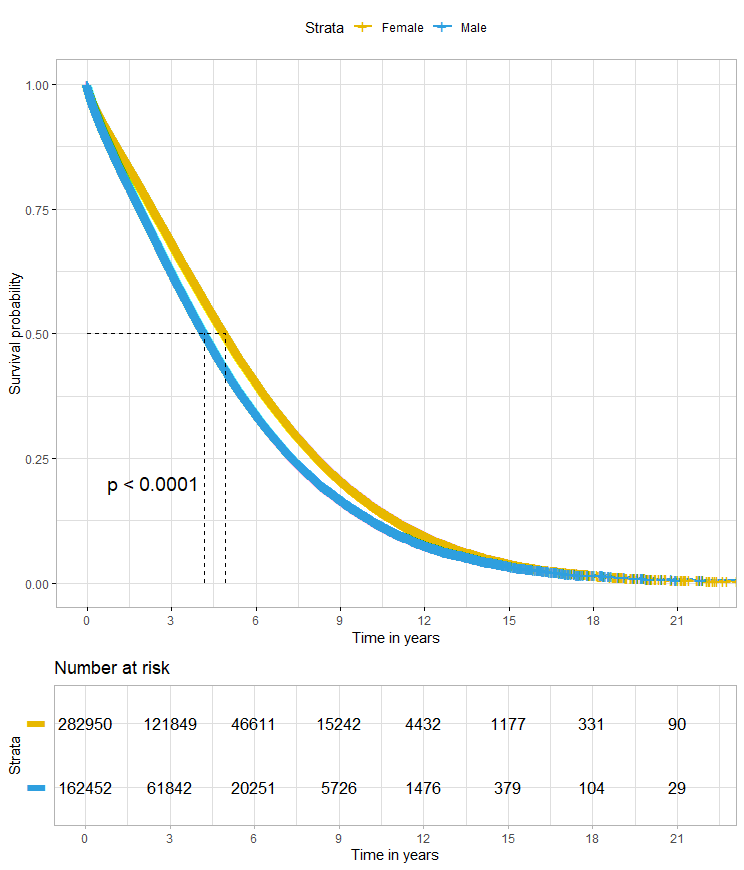 Strata Female Male
1.00
0.75
0.50
0.25
0.00
Survival probability
p < 0.0001
0 3 6 9 12 15 18 21
Time in years
Number at risk
Strata
282950 121849 46611 15242 4432 1177 331 90
162452 61842 20251 5726 1476 379 104 29
0 3 6 9 12 15 18 21
Time in years